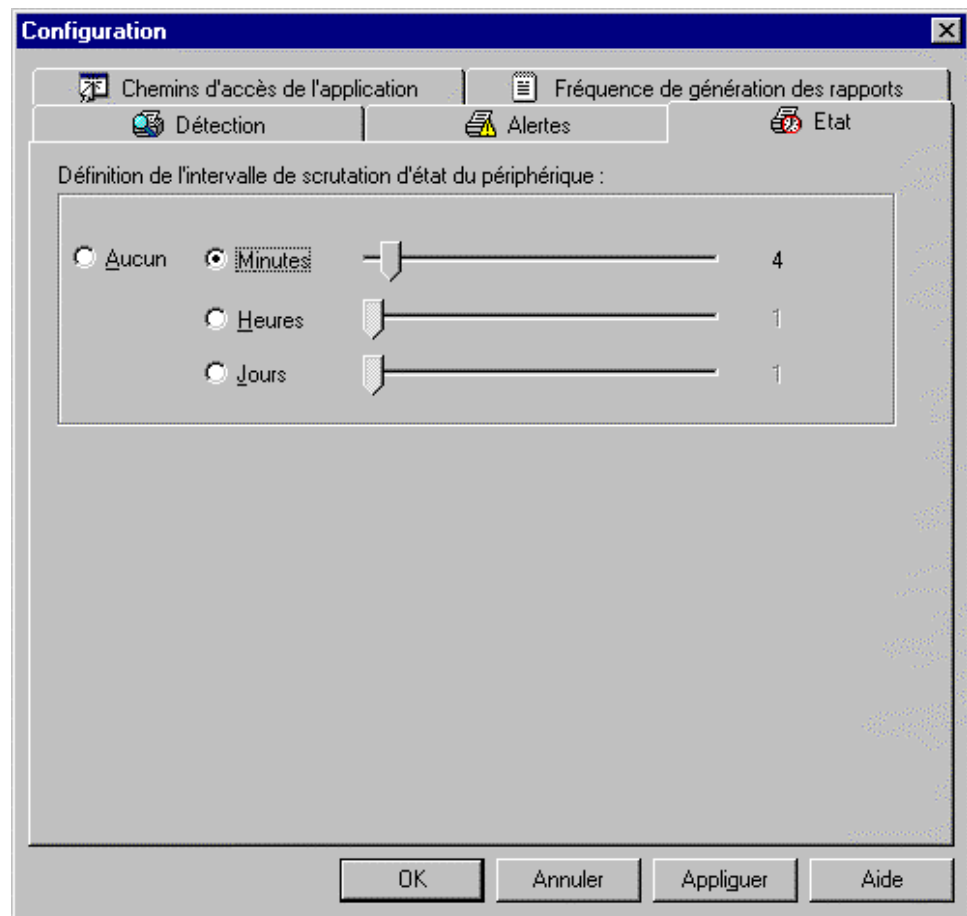 Configuration
Chemins d'accès de l'application
Fréquence de génération des rapports
Détection
Alertes
Etat
Définition de l'intervalle de scrutation d'état du périphérique :
Aucun
Minutes
4
Heures
1
Jours
1
OK
Annuler
Appliguer
Aide